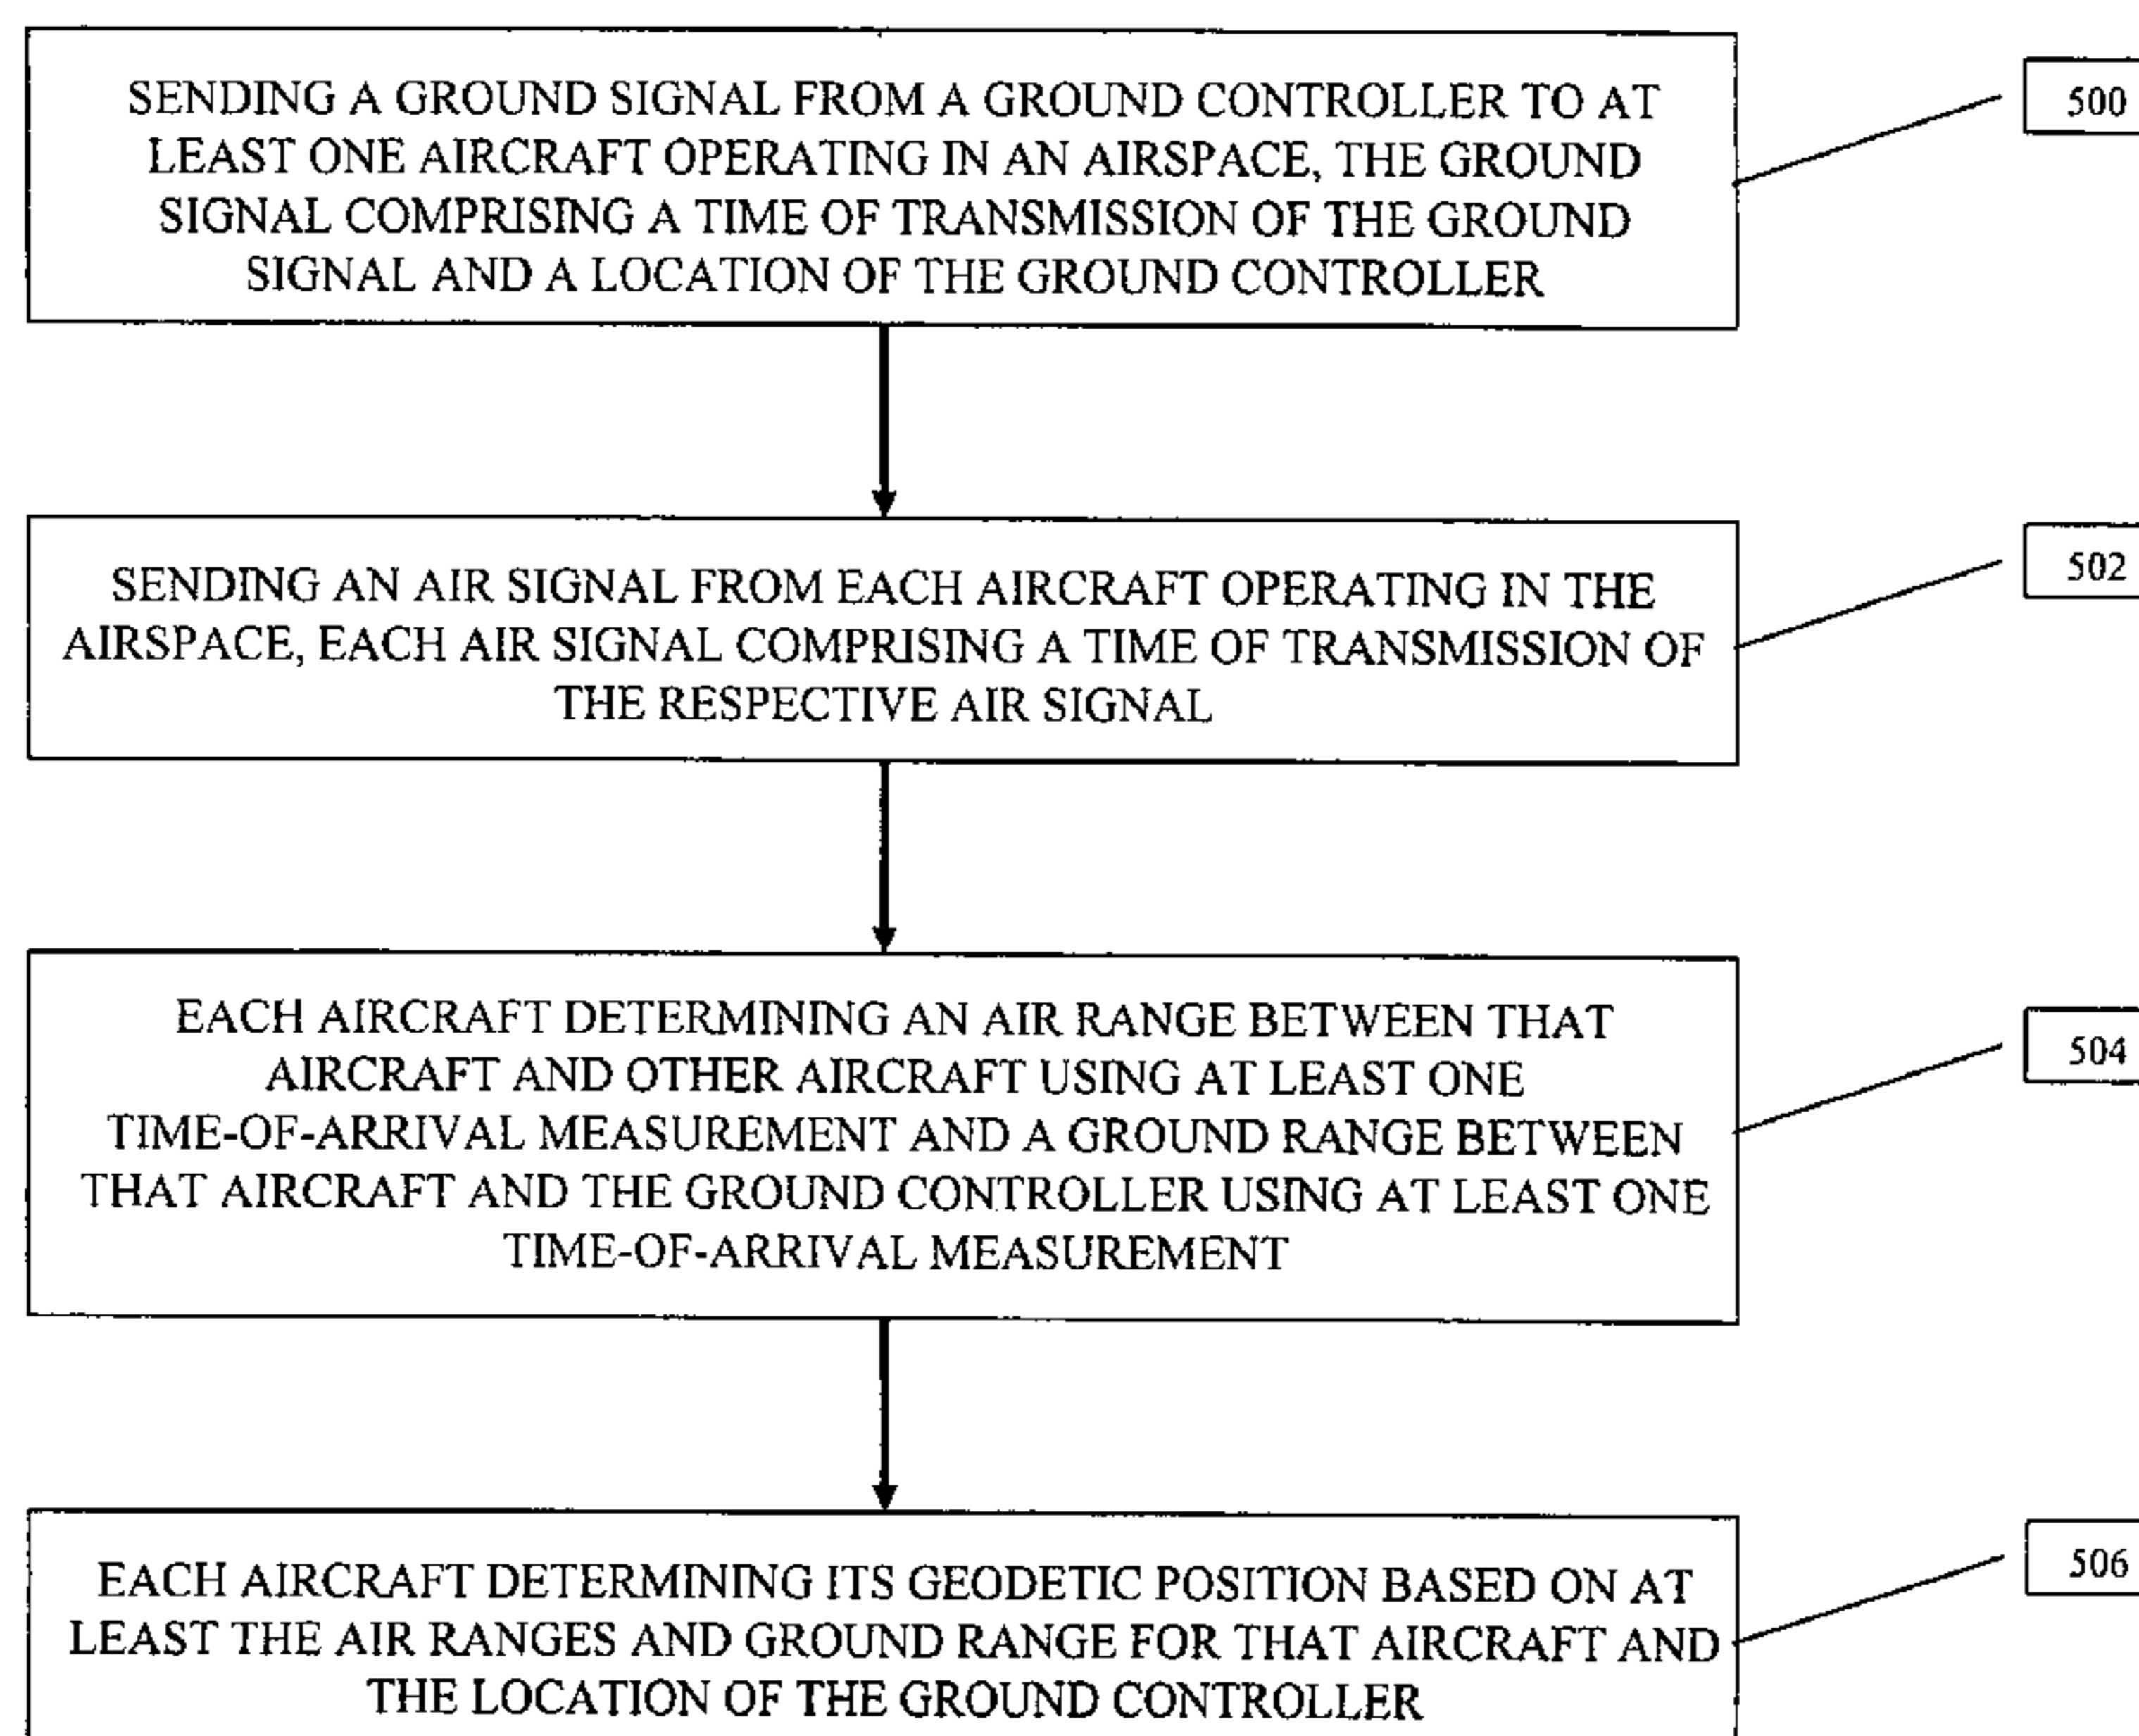 SENDING A GROUND SIGNAL FROM A GROUND CONTROLLER TO AT
LEAST ONE AIRCRAFT OPERATING IN AN AIRSPACE, THE GROUND
SIGNAL COMPRISING A TIME OF TRANSMISSION OF THE GROUND
SIGNAL AND A LOCATION OF THE GROUND CONTROLLER
500
SENDING AN AIR SIGNAL FROM EACH AIRCRAFT OPERATING IN THE
AIRSPACE, EACH AIR SIGNAL COMPRISING A TIME OF TRANSMISSION OF
THE RESPECTIVE AIR SIGNAL
502
EACH AIRCRAFT DETERMINING AN AIR RANGE BETWEEN THAT
AIRCRAFT AND OTHER AIRCRAFT USING AT LEAST ONE
TIME-OF-ARRIVAL MEASUREMENT AND A GROUND RANGE BETWEEN
THAT AIRCRAFT AND THE GROUND CONTROLLER USING AT LEAST ONE
TIME-OF-ARRIVAL MEASUREMENT
504
EACH AIRCRAFT DETERMINING ITS GEODETIC POSITION BASED ON AT
LEAST THE AIR RANGES AND GROUND RANGE FOR THAT AIRCRAFT AND
THE LOCATION OF THE GROUND CONTROLLER
506